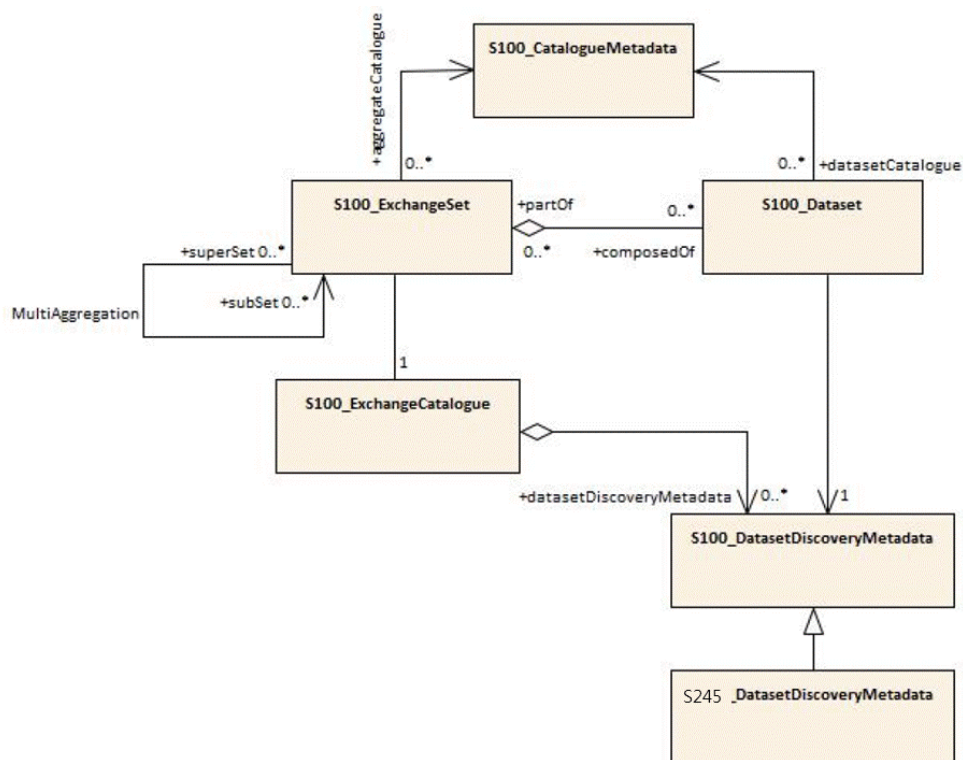 S100_CatalogueMetadata
+aggregateCatalogue
0..*
0..*
+datasetCatalogue
S100_ExchangeSet
+partOf
0..*
S100_Dataset
0..*
+composedOf
+superSet 0..*
+subSet 0..*
MultiAggregation
1
S100_ExchangeCatalogue
+datasetDiscoveryMetadata
0..*
1
S100_DatasetDiscoveryMetadata
S245 _DatasetDiscoveryMetadata